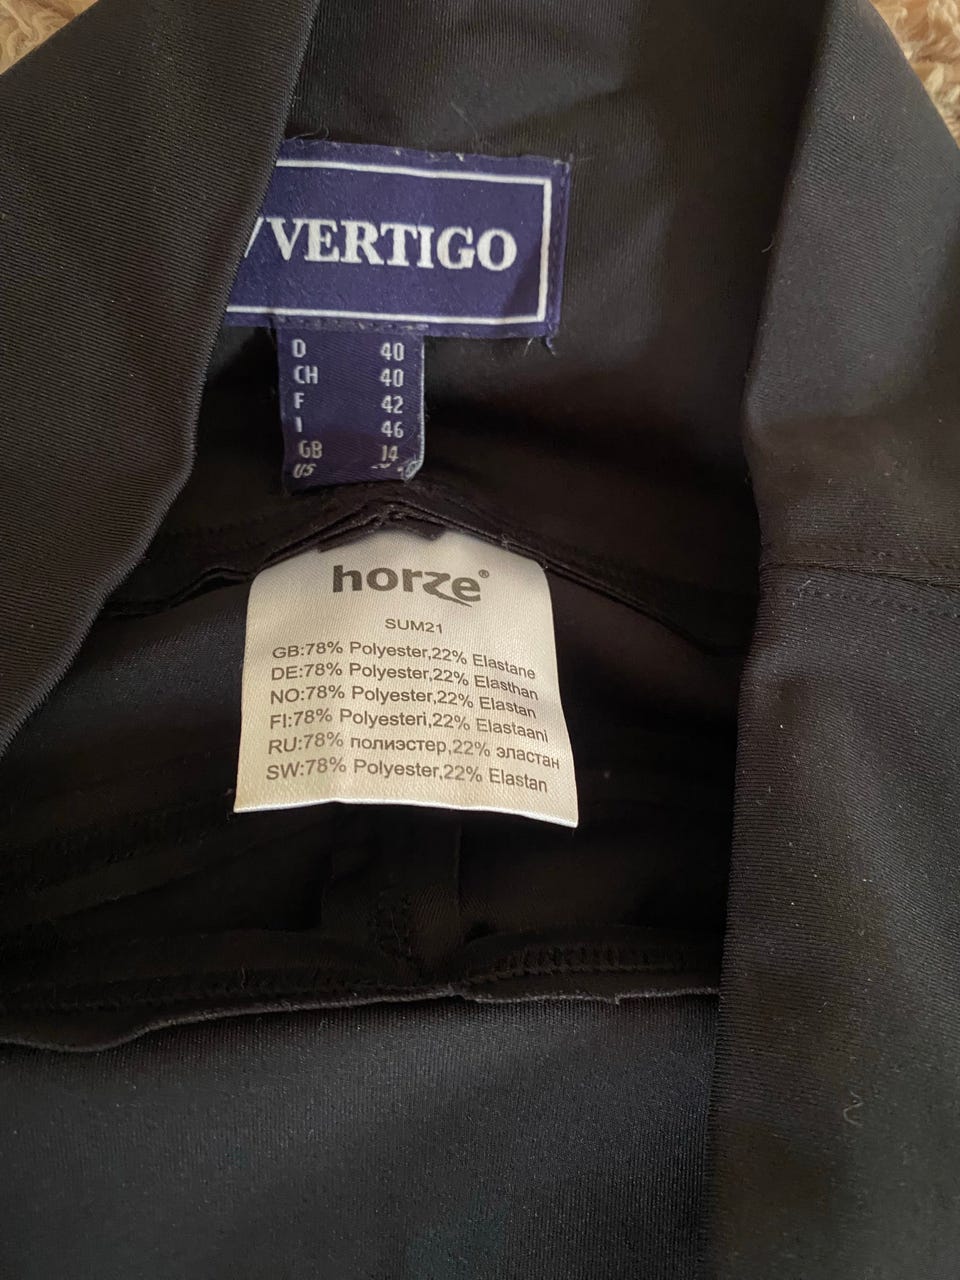 VERTIGO
D 40
CH 40
F 42
I 46
GB 14
US
horze®
SUM21
GB:78% Polyester,22% Elastane
DE:78% Polyester,22% Elasthan
NO:78% Polyester,22% Elastan
FI:78% Polyesteri,22% Elastaani
RU:78% полиэстер,22% эластан
SW:78% Polyester,22% Elastan